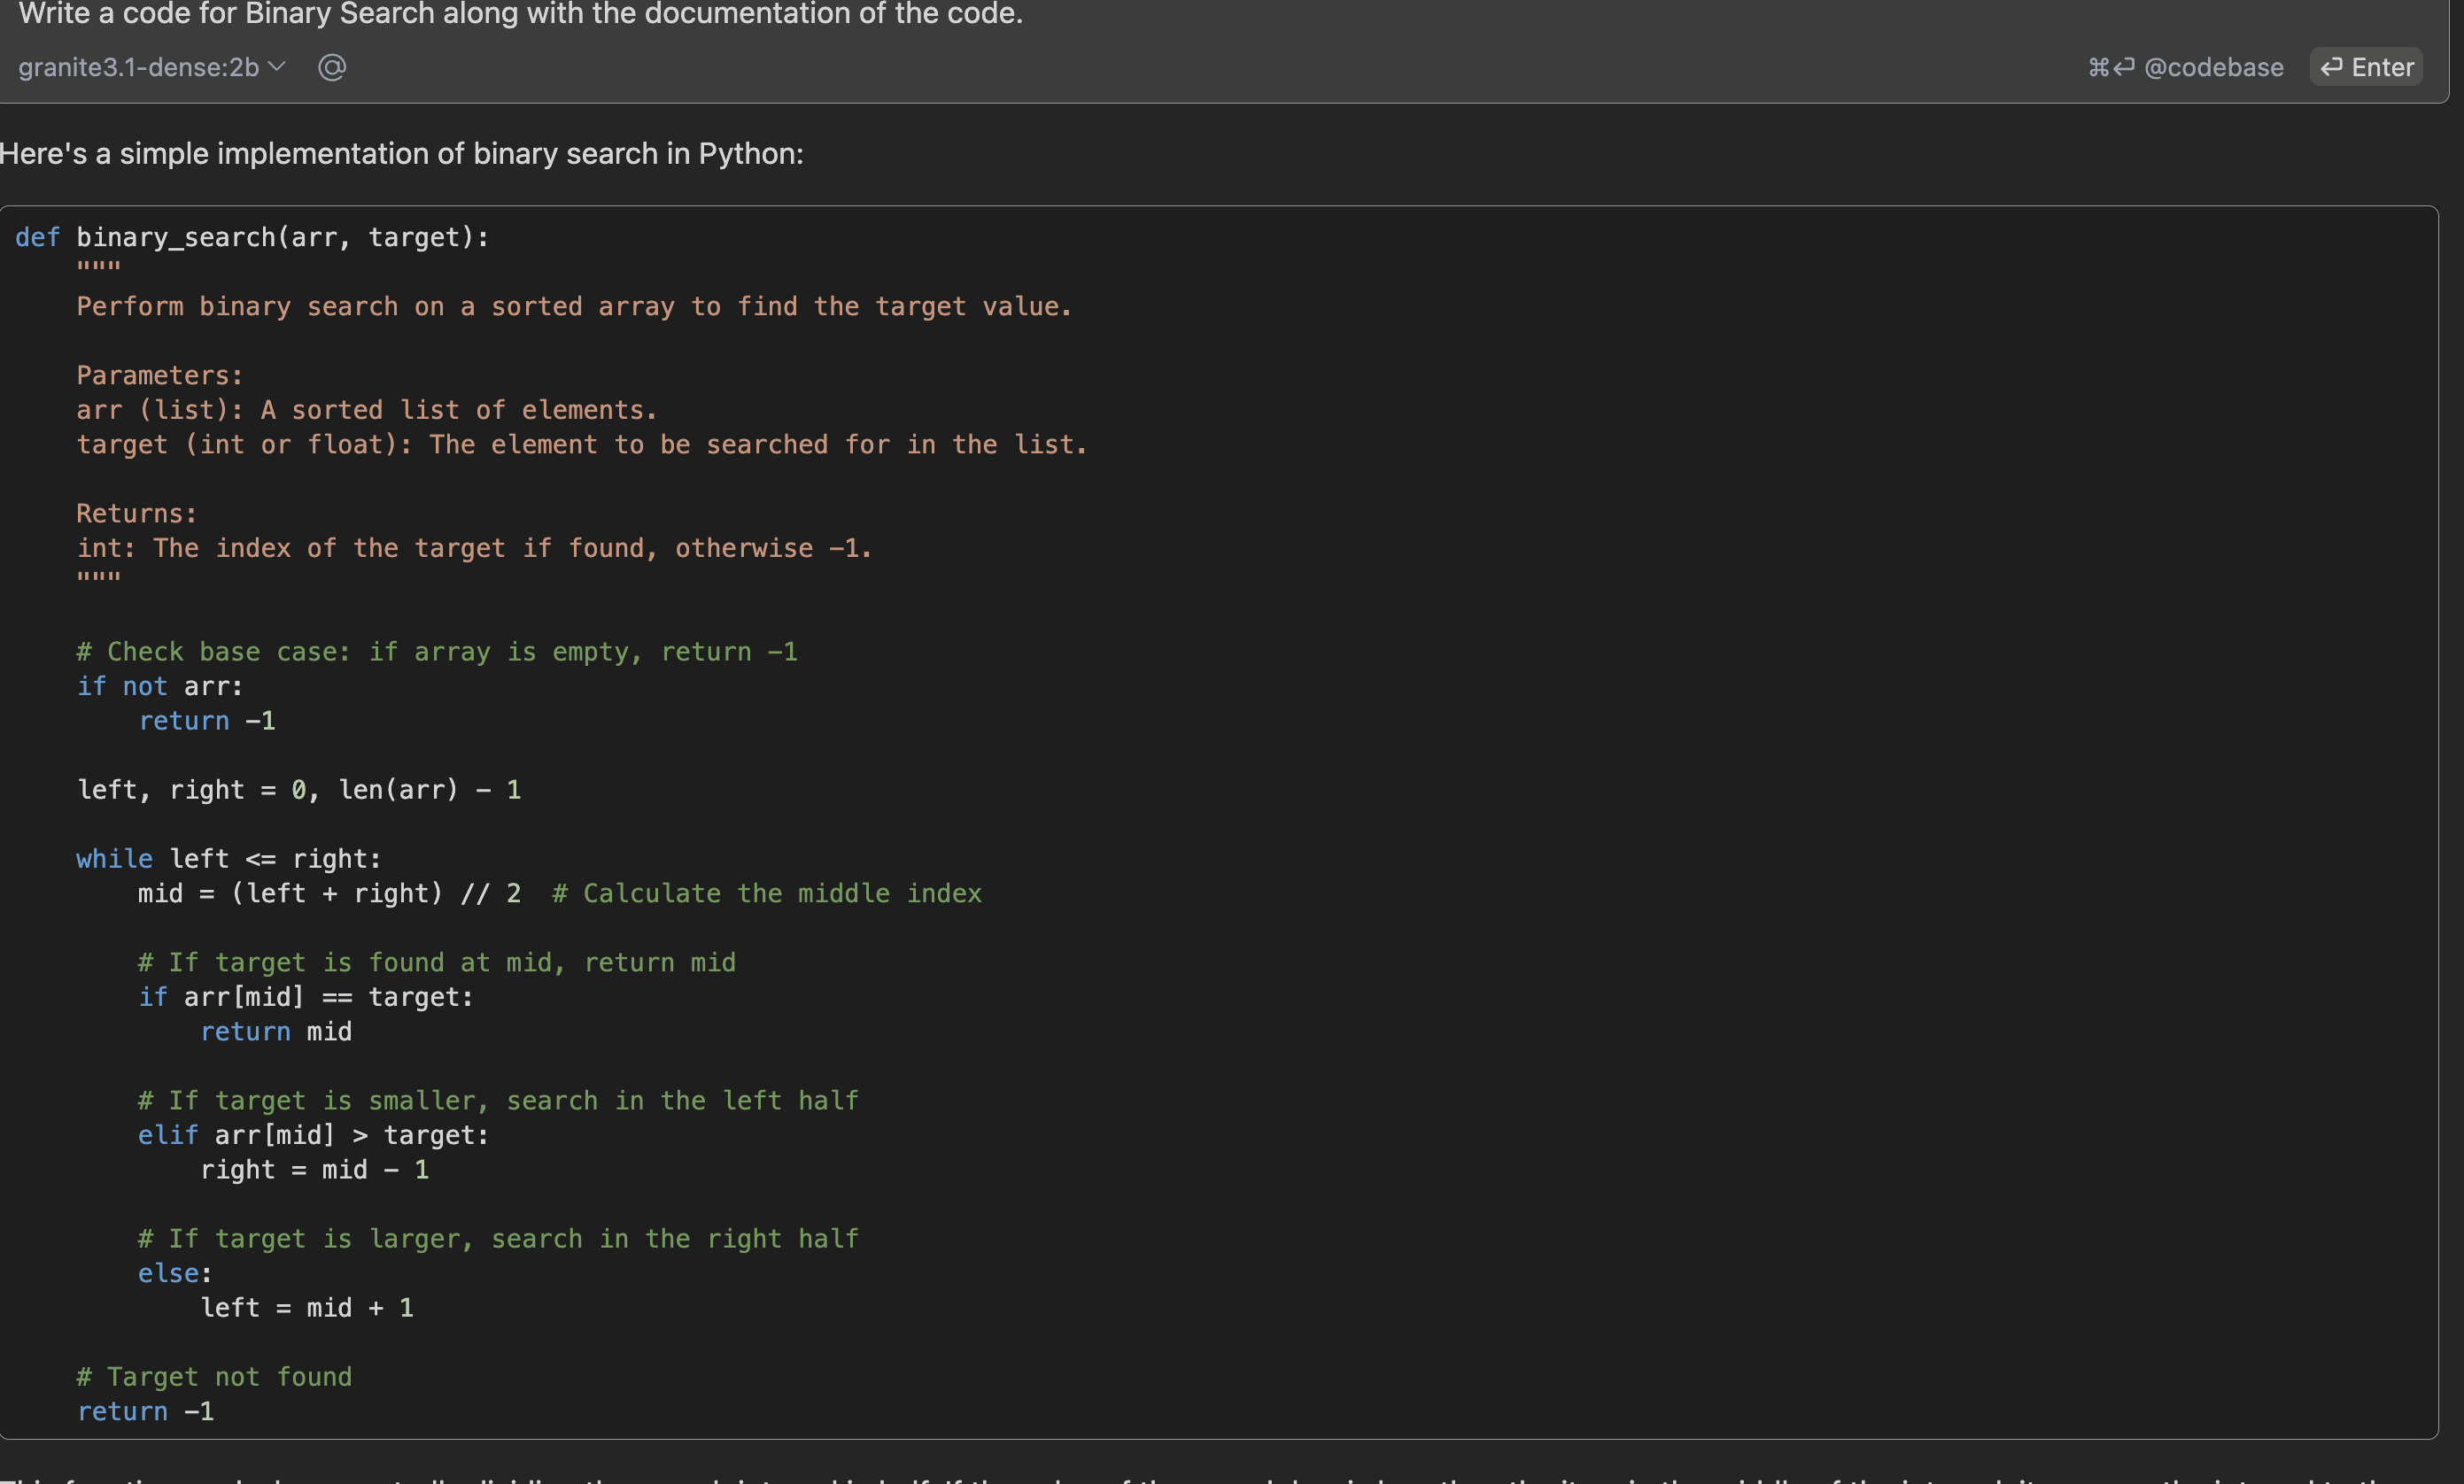 Write a code for Binary Search along with the documentation of the code.
granite3.1-dense:2b @ ⌘⏎ @codebase ⏎ Enter
Here's a simple implementation of binary search in Python:
def binary_search(arr, target):
    """
    Perform binary search on a sorted array to find the target value.

    Parameters:
    arr (list): A sorted list of elements.
    target (int or float): The element to be searched for in the list.

    Returns:
    int: The index of the target if found, otherwise -1.
    """

    # Check base case: if array is empty, return -1
    if not arr:
        return -1

    left, right = 0, len(arr) - 1

    while left <= right:
        mid = (left + right) // 2  # Calculate the middle index

        # If target is found at mid, return mid
        if arr[mid] == target:
            return mid

        # If target is smaller, search in the left half
        elif arr[mid] > target:
            right = mid - 1

        # If target is larger, search in the right half
        else:
            left = mid + 1

    # Target not found
    return -1